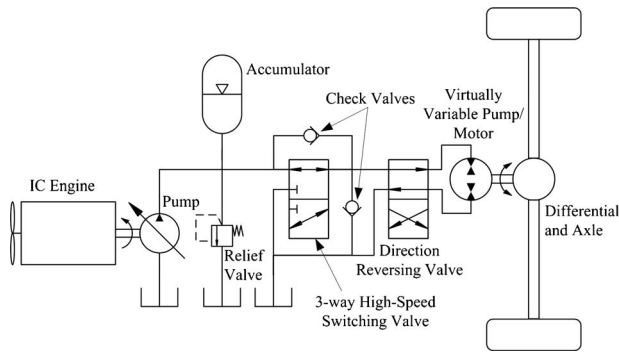 Accumulator
Check Valves
Virtually
Variable Pump/
Motor
IC Engine
Pump
Relief
Valve
Direction
Reversing Valve
Differential
and Axle
3-way High-Speed
Switching Valve